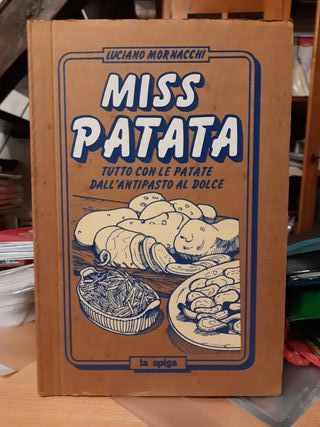 LUCIANO MORNACCHI
MISS
PATATA
TUTTO CON LE PATATE
DALL'ANTIPASTO AL DOLCE
la spiga